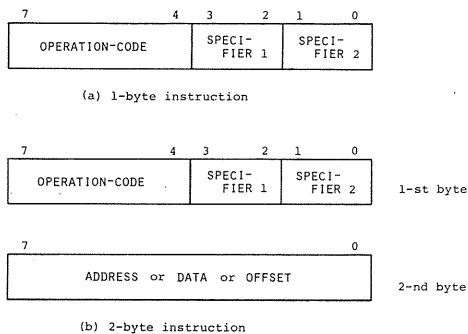 7 4 3 2 1 0
OPERATION-CODE SPECI- SPECI-
FIER 1 FIER 2
(a) 1-byte instruction
7 4 3 2 1 0
OPERATION-CODE SPECI- SPECI-
FIER 1 FIER 2 1-st byte
7 0
ADDRESS or DATA or OFFSET 2-nd byte
(b) 2-byte instruction